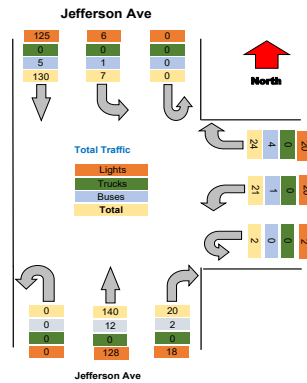 Jefferson Ave
125 6 0
0 0 0
5 1 0
130 7 0
North
24 4 0 20
Total Traffic
Lights
Trucks
Buses
Total
21 1 0 20
2 0 0 2
0 140 20
0 12 2
0 0 0
0 128 18
Jefferson Ave